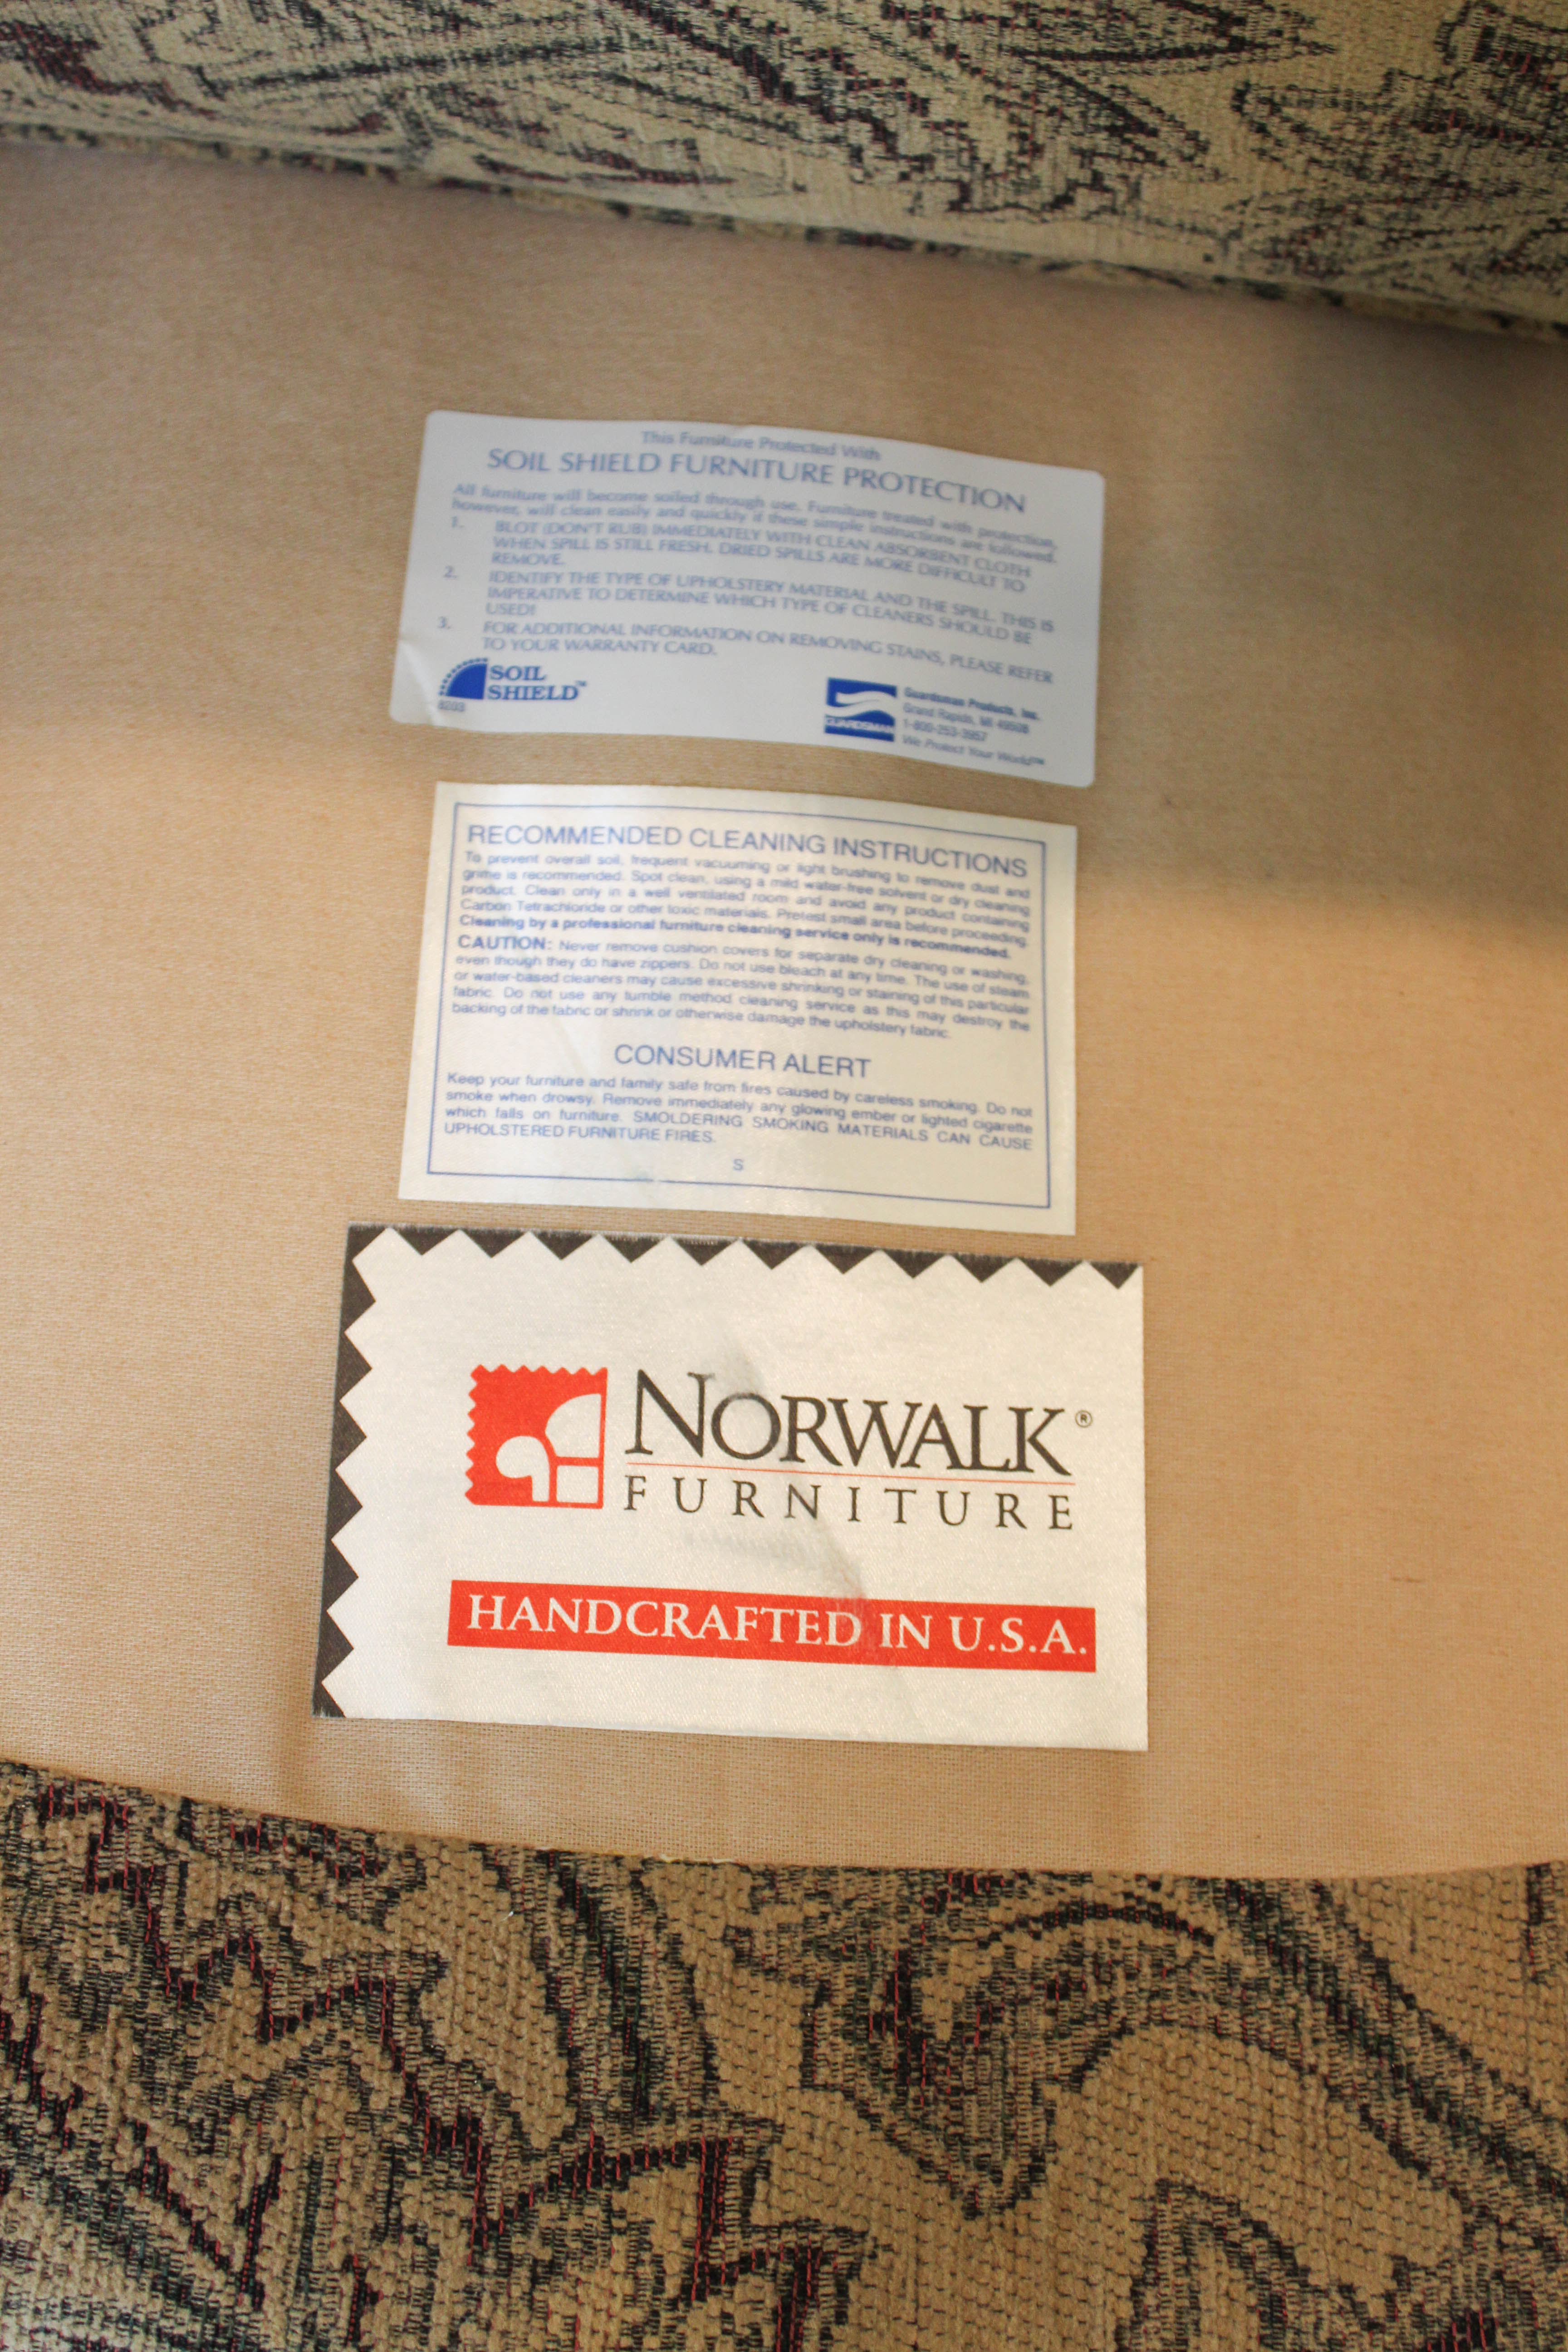 This Furniture Protected With
SOIL SHIELD FURNITURE PROTECTION
All furniture will become soiled through use. Furniture treated with protection,
however, will clean easily and quickly if these simple instructions are followed.
1. BLOT (DON'T RUB) IMMEDIATELY WITH CLEAN ABSORBENT CLOTH
WHEN SPILL IS STILL FRESH. DRIED SPILLS ARE MORE DIFFICULT TO
REMOVE.
2. IDENTIFY THE TYPE OF UPHOLSTERY MATERIAL AND THE SPILL. THIS IS
IMPERATIVE TO DETERMINE WHICH TYPE OF CLEANERS SHOULD BE
USED!
3. FOR ADDITIONAL INFORMATION ON REMOVING STAINS, PLEASE REFER
TO YOUR WARRANTY CARD.
SOIL
SHIELD™
GUARDSMAN
Guardsman Products, Inc.
Grand Rapids, MI 49508
1-800-253-3957
We Protect Your World™
RECOMMENDED CLEANING INSTRUCTIONS
To prevent overall soil, frequent vacuuming or light brushing to remove dust and
grime is recommended. Spot clean, using a mild water-free solvent or dry cleaning
product. Clean only in a well ventilated room and avoid any product containing
Carbon Tetrachloride or other toxic materials. Pretest small area before proceeding.
Cleaning by a professional furniture cleaning service only is recommended.
CAUTION: Never remove cushion covers for separate dry cleaning or washing,
even though they do have zippers. Do not use bleach at any time. The use of steam
or water-based cleaners may cause excessive shrinking or staining of this particular
fabric. Do not use any tumble method cleaning service as this may destroy the
backing of the fabric or shrink or otherwise damage the upholstery fabric.
CONSUMER ALERT
Keep your furniture and family safe from fires caused by careless smoking. Do not
smoke when drowsy. Remove immediately any glowing ember or lighted cigarette
which falls on furniture. SMOLDERING SMOKING MATERIALS CAN CAUSE
UPHOLSTERED FURNITURE FIRES.
S
NORWALK®
FURNITURE
HANDCRAFTED IN U.S.A.